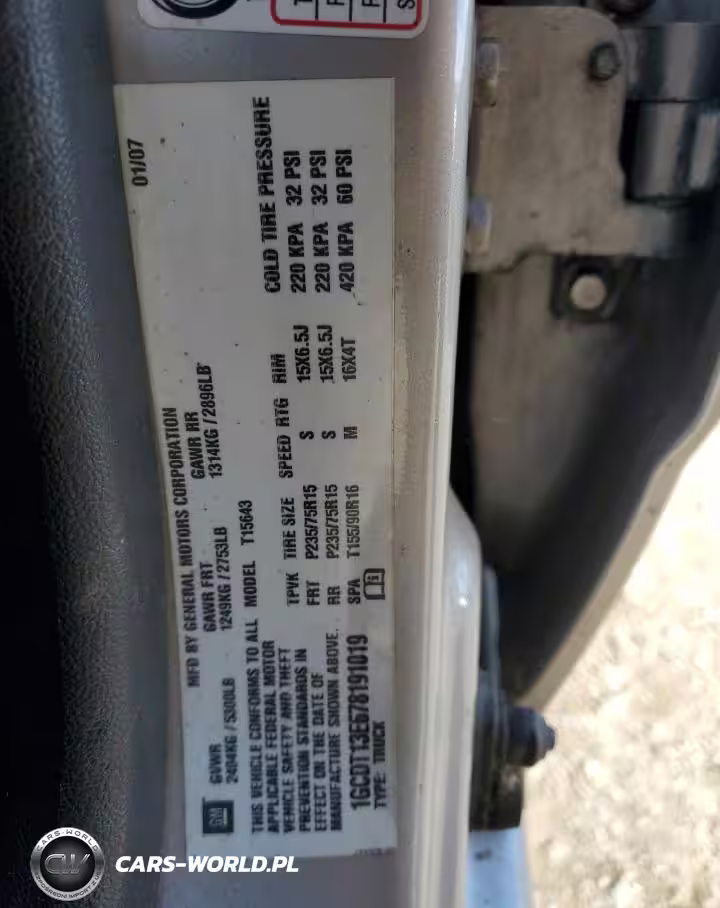 MFD BY GENERAL MOTORS CORPORATION 01/07
GVWR GAWR FRT GAWR RR
2404KG / 5300LB 1249KG / 2753LB 1314KG / 2896LB
THIS VEHICLE CONFORMS TO ALL MODEL T15643
APPLICABLE FEDERAL MOTOR
VEHICLE SAFETY AND THEFT
PREVENTION STANDARDS IN
EFFECT ON THE DATE OF
MANUFACTURE SHOWN ABOVE.
1GCDT13E678191019
TYPE: TRUCK
TPVK TIRE SIZE SPEED RTG RIM COLD TIRE PRESSURE
FRT P235/75R15 S 15X6.5J 220 KPA 32 PSI
RR P235/75R15 S 15X6.5J 220 KPA 32 PSI
SPA T155/90R16 M 16X4T 420 KPA 60 PSI
GM
CARS-WORLD
CW
CARS-WORLD.PL